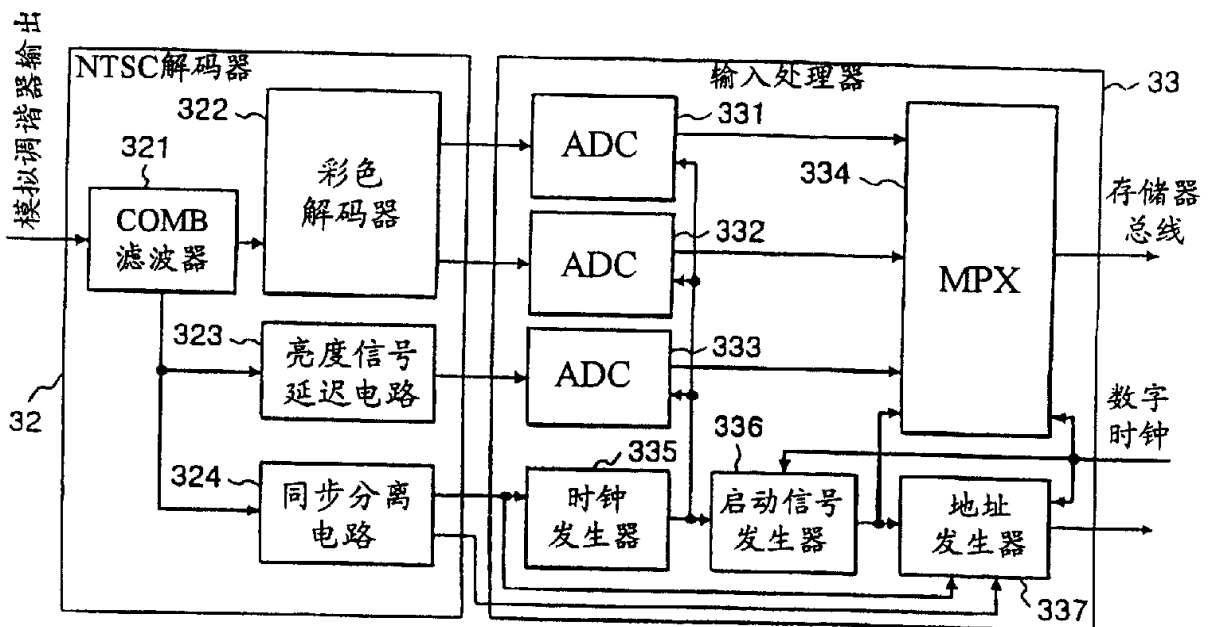 模拟调谐器输出
NTSC解码器
输入处理器
33
322
331
321
ADC
334
彩色
解码器
存储器
总线
COMB
滤波器
332
ADC
MPX
323
333
亮度信号
延迟电路
ADC
数字
时钟
32
336
335
324
同步分离
电路
时钟
发生器
启动信号
发生器
地址
发生器
337